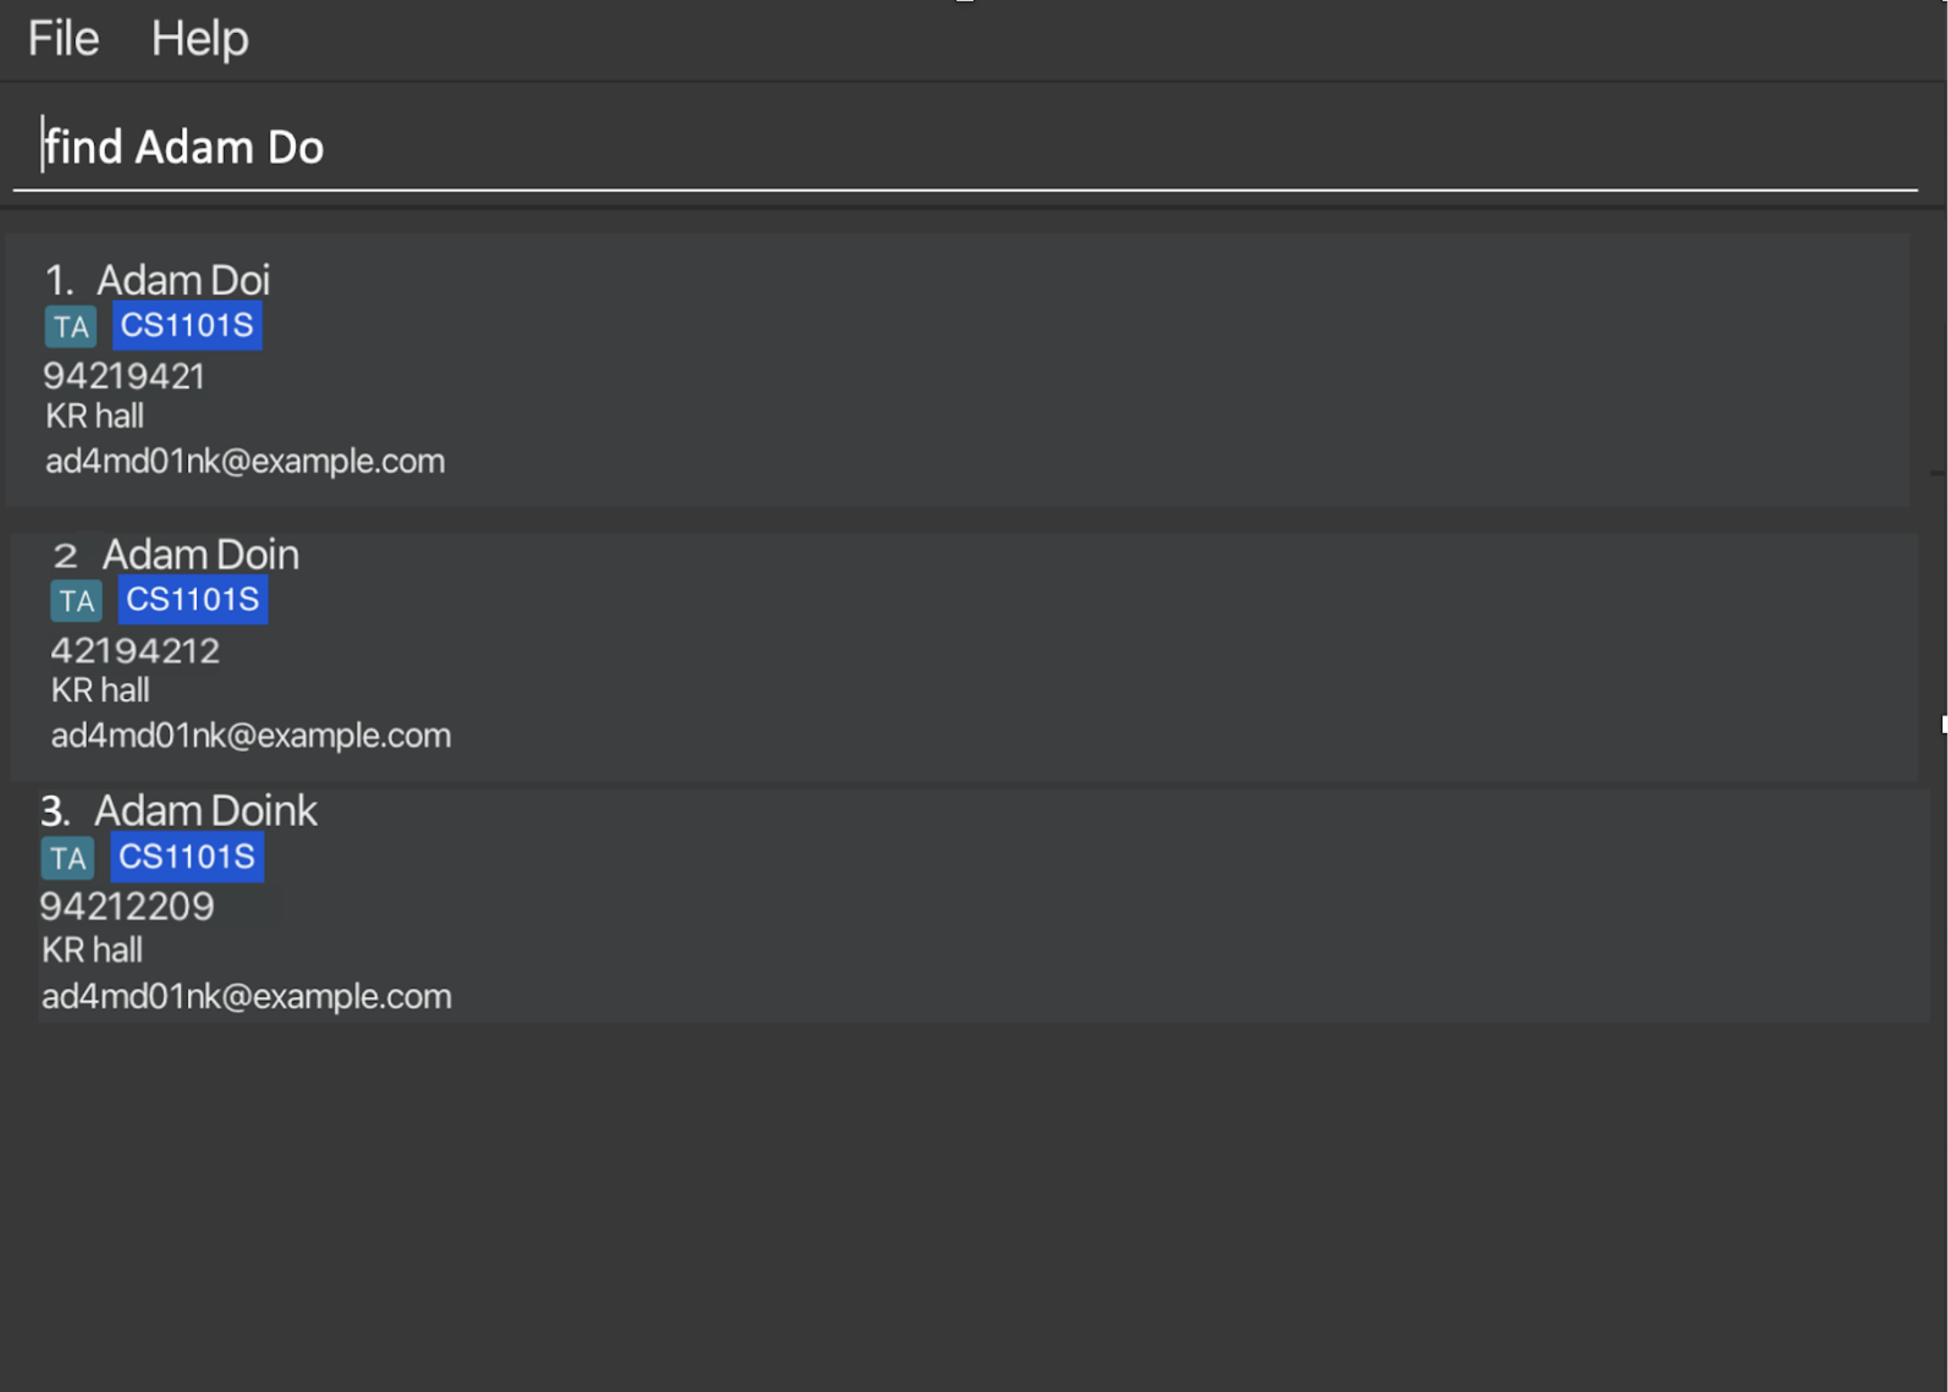 File Help
find Adam Do
1. Adam Doi
TA CS1101S
94219421
KR hall
ad4md01nk@example.com
2 Adam Doin
TA CS1101S
42194212
KR hall
ad4md01nk@example.com
3. Adam Doink
TA CS1101S
94212209
KR hall
ad4md01nk@example.com